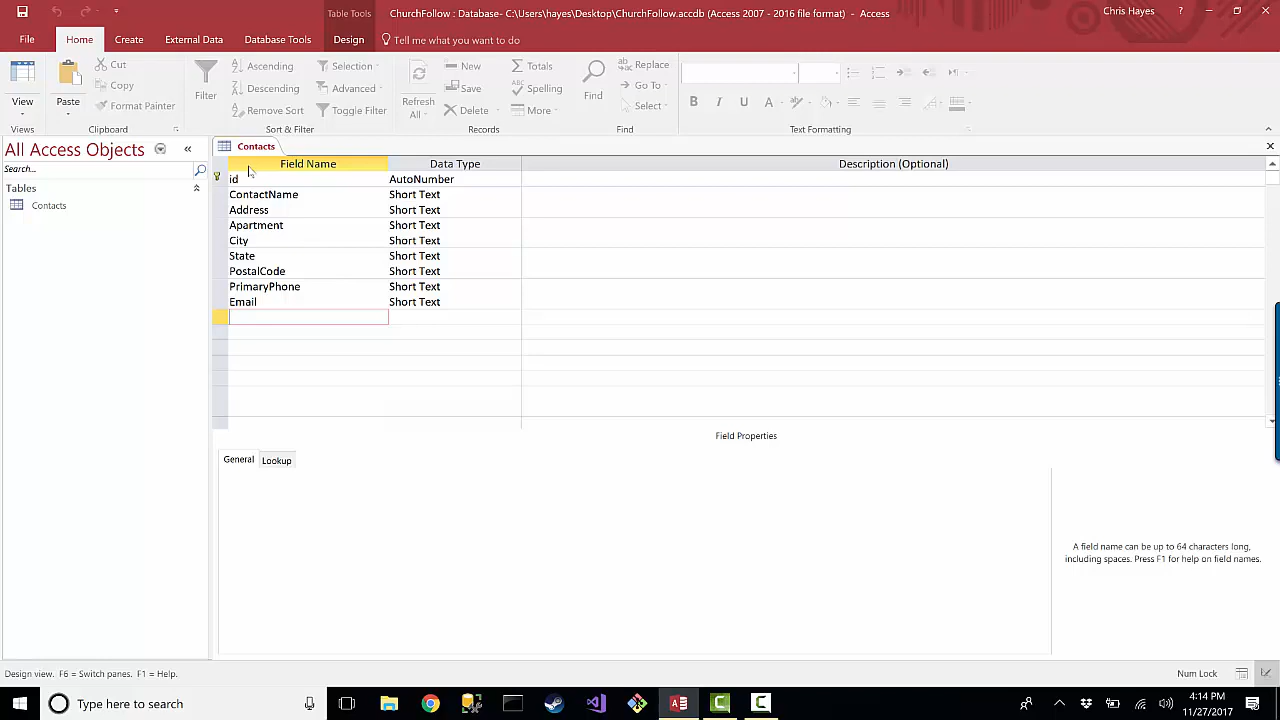 Table Tools
ChurchFollow : Database- C:\Users\hayes\Desktop\ChurchFollow.accdb (Access 2007 - 2016 file format) - Access
Chris Hayes
?
File
Home
Create
External Data
Database Tools
Design
Tell me what you want to do
View
Views
Paste
Cut
Copy
Format Painter
Clipboard
Filter
Ascending
Descending
Remove Sort
Selection
Advanced
Toggle Filter
Sort & Filter
Refresh
All
New
Save
Delete
Totals
Spelling
More
Records
Find
Replace
Go To
Select
Find
B I U A
Text Formatting
All Access Objects
Search...
Tables
Contacts
Contacts
Field Name Data Type Description (Optional)
id AutoNumber
ContactName Short Text
Address Short Text
Apartment Short Text
City Short Text
State Short Text
PostalCode Short Text
PrimaryPhone Short Text
Email Short Text
Field Properties
General Lookup
A field name can be up to 64 characters long,
including spaces. Press F1 for help on field names.
Design view. F6 = Switch panes. F1 = Help.
Num Lock
Type here to search
4:14 PM
11/27/2017